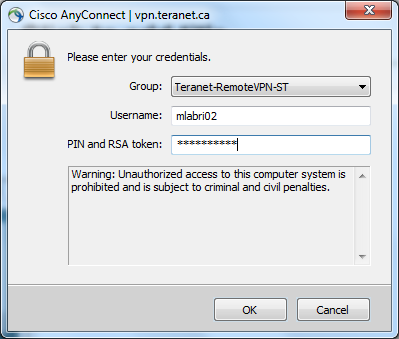 Cisco AnyConnect | vpn.teranet.ca
Please enter your credentials.
Group: Teranet-RemoteVPN-ST
Username: mlabri02
PIN and RSA token: **********
Warning: Unauthorized access to this computer system is
prohibited and is subject to criminal and civil penalties.
OK Cancel